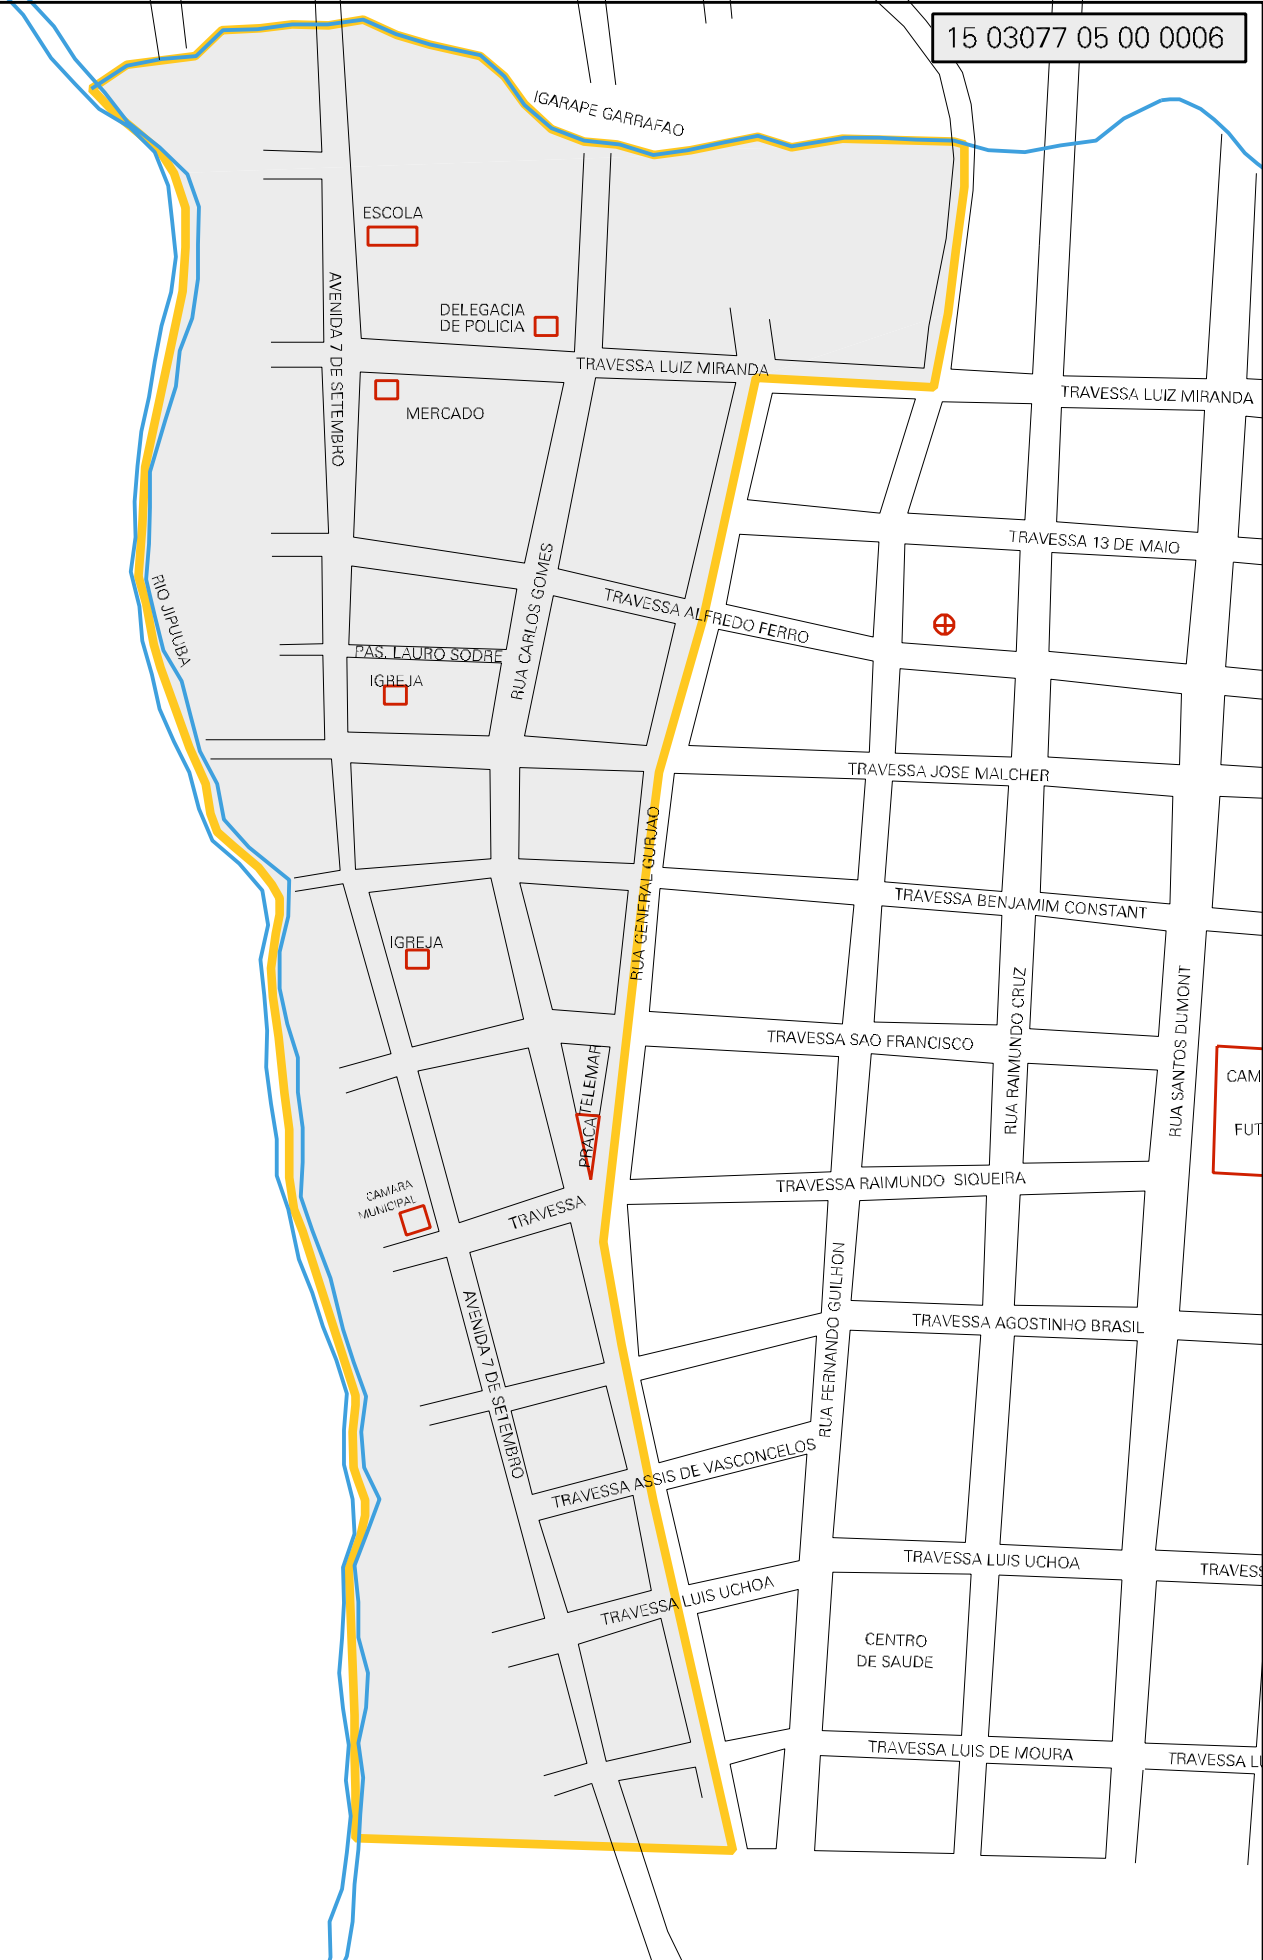 15 03077 05 00 0006
IGARAPE GARRAFAO
ESCOLA
DELEGACIA
DE POLICIA
AVENIDA 7 DE SETEMBRO
TRAVESSA LUIZ MIRANDA
TRAVESSA LUIZ MIRANDA
MERCADO
TRAVESSA 13 DE MAIO
RIO JIPUUBA
RUA CARLOS GOMES
TRAVESSA ALFREDO FERRO
PAS. LAURO SODRE
IGREJA
TRAVESSA JOSE MALCHER
RUA GENERAL GURJAO
TRAVESSA BENJAMIM CONSTANT
IGREJA
RUA RAIMUNDO CRUZ
RUA SANTOS DUMONT
TRAVESSA SAO FRANCISCO
TELEMAR
PRACA
CAM
FUT
TRAVESSA RAIMUNDO SIQUEIRA
CAMARA
MUNICIPAL
TRAVESSA
RUA FERNANDO GUILHON
AVENIDA 7 DE SETEMBRO
TRAVESSA AGOSTINHO BRASIL
TRAVESSA ASSIS DE VASCONCELOS
TRAVESSA LUIS UCHOA
TRAVESS
TRAVESSA LUIS UCHOA
CENTRO
DE SAUDE
TRAVESSA LUIS DE MOURA
TRAVESSA LU